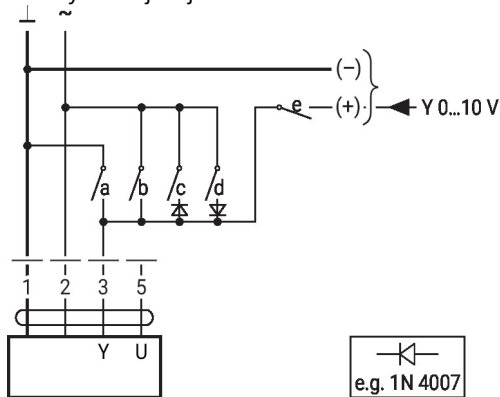 ⊥ ~
(–)
e (+) Y 0...10 V
a b c d
1 2 3 5
Y U
e.g. 1N 4007